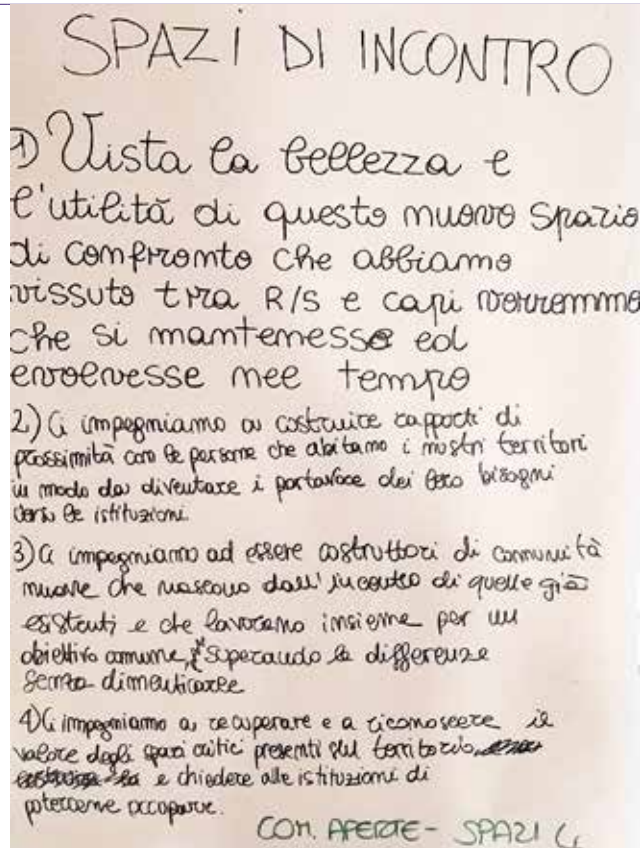 SPAZI DI INCONTRO
1) Vista la bellezza e
l'utilità di questo nuovo spazio
di confronto che abbiamo
vissuto tra R/S e capi vorremmo
che si mantenesse ed
evolvesse nel tempo
2) Ci impegniamo a costruire rapporti di
prossimità con le persone che abitano i nostri territori
in modo da diventare i portavoce dei loro bisogni
verso le istituzioni.
3) Ci impegniamo ad essere costruttori di comunità
nuove che nascono dall'incontro di quelle già
esistenti e che lavorano insieme per un
obiettivo comune, superando le differenze
senza dimenticarle
4) Ci impegniamo a recuperare e a riconoscere il
valore degli spazi critici presenti sul territorio
e chiedere alle istituzioni di
potercene occupare.
COM. APERTE - SPAZI 4